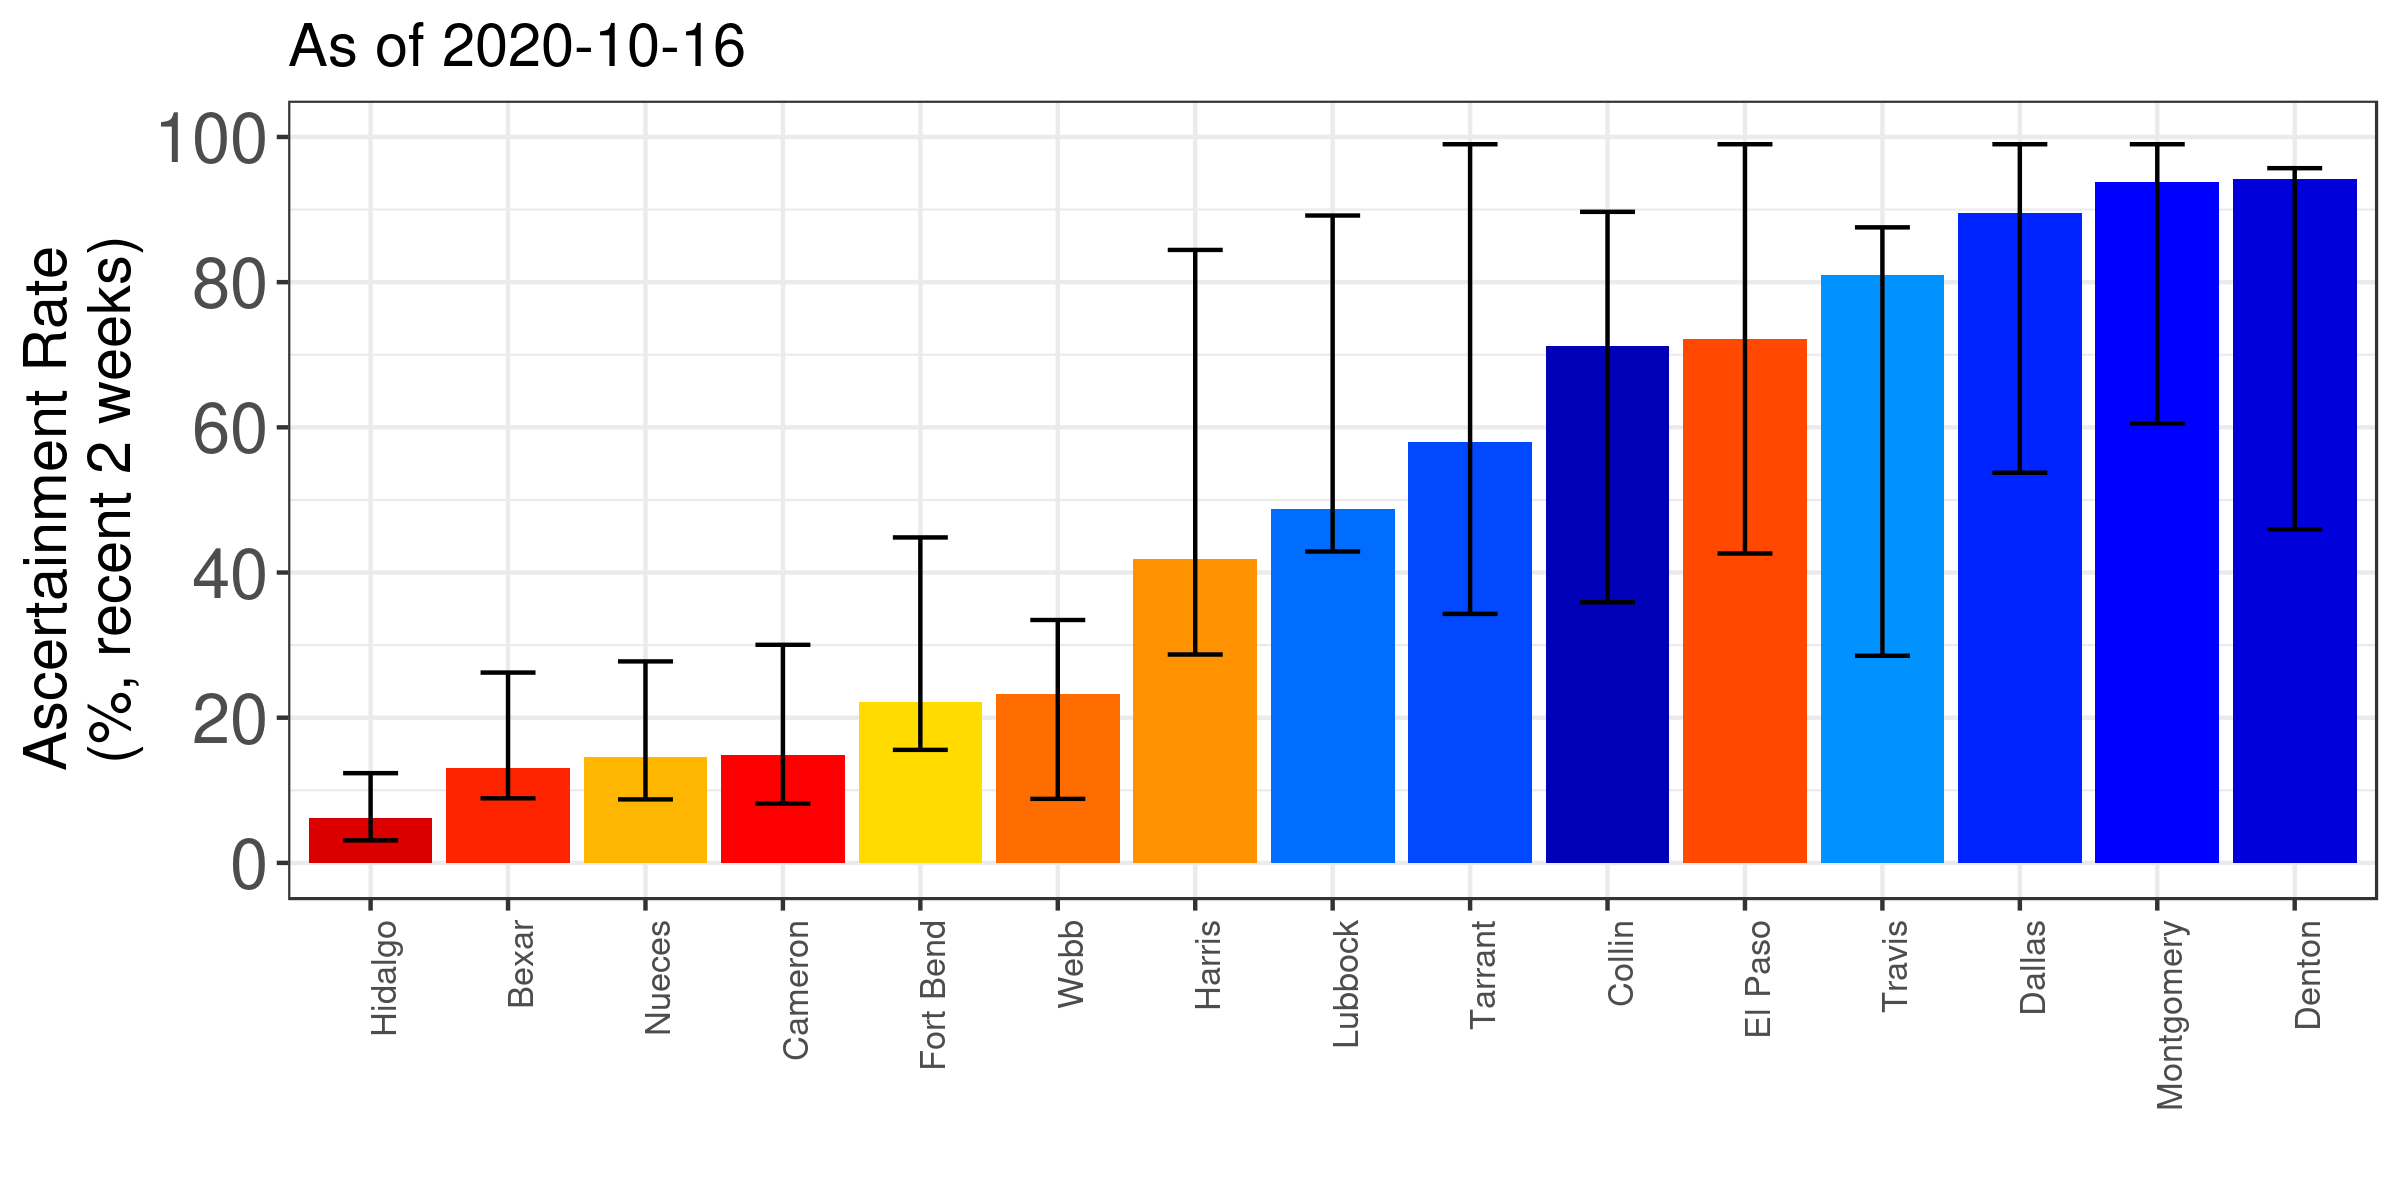 As of 2020-10-16
Ascertainment Rate
(%, recent 2 weeks)
100
80
60
40
20
0
Hidalgo
Bexar
Nueces
Cameron
Fort Bend
Webb
Harris
Lubbock
Tarrant
Collin
El Paso
Travis
Dallas
Montgomery
Denton